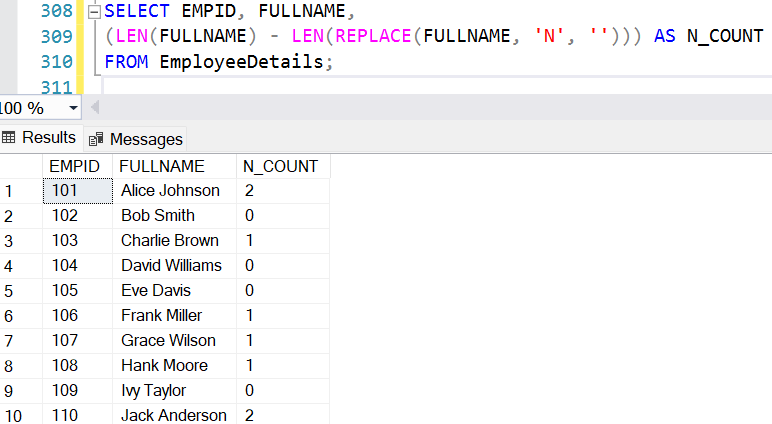 308 SELECT EMPID, FULLNAME,
309 (LEN(FULLNAME) - LEN(REPLACE(FULLNAME, 'N', ''))) AS N_COUNT
310 FROM EmployeeDetails;
311
100 %
Results Messages
EMPID FULLNAME N_COUNT
1 101 Alice Johnson 2
2 102 Bob Smith 0
3 103 Charlie Brown 1
4 104 David Williams 0
5 105 Eve Davis 0
6 106 Frank Miller 1
7 107 Grace Wilson 1
8 108 Hank Moore 1
9 109 Ivy Taylor 0
10 110 Jack Anderson 2